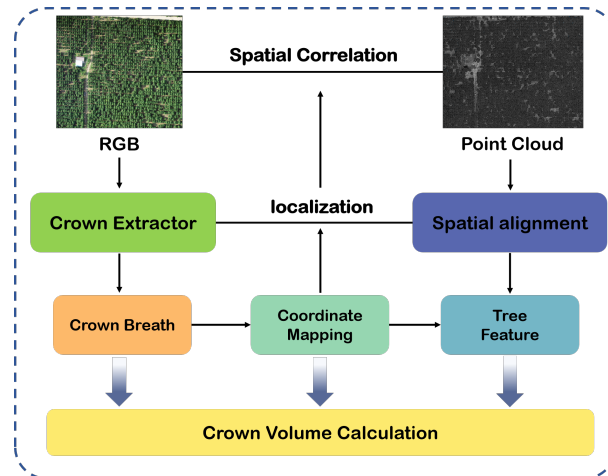 Spatial Correlation
RGB
Point Cloud
Crown Extractor
localization
Spatial alignment
Crown Breath
Coordinate
Mapping
Tree
Feature
Crown Volume Calculation